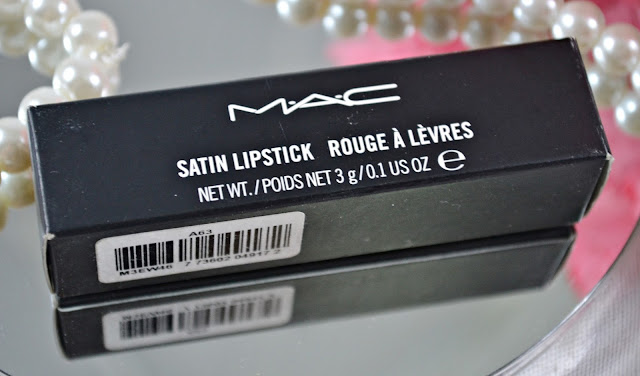 M·A·C
SATIN LIPSTICK ROUGE À LÈVRES
NET WT./POIDS NET 3 g/0.1 US OZ ℮
A63
M3EW46 7 73602 04917 2